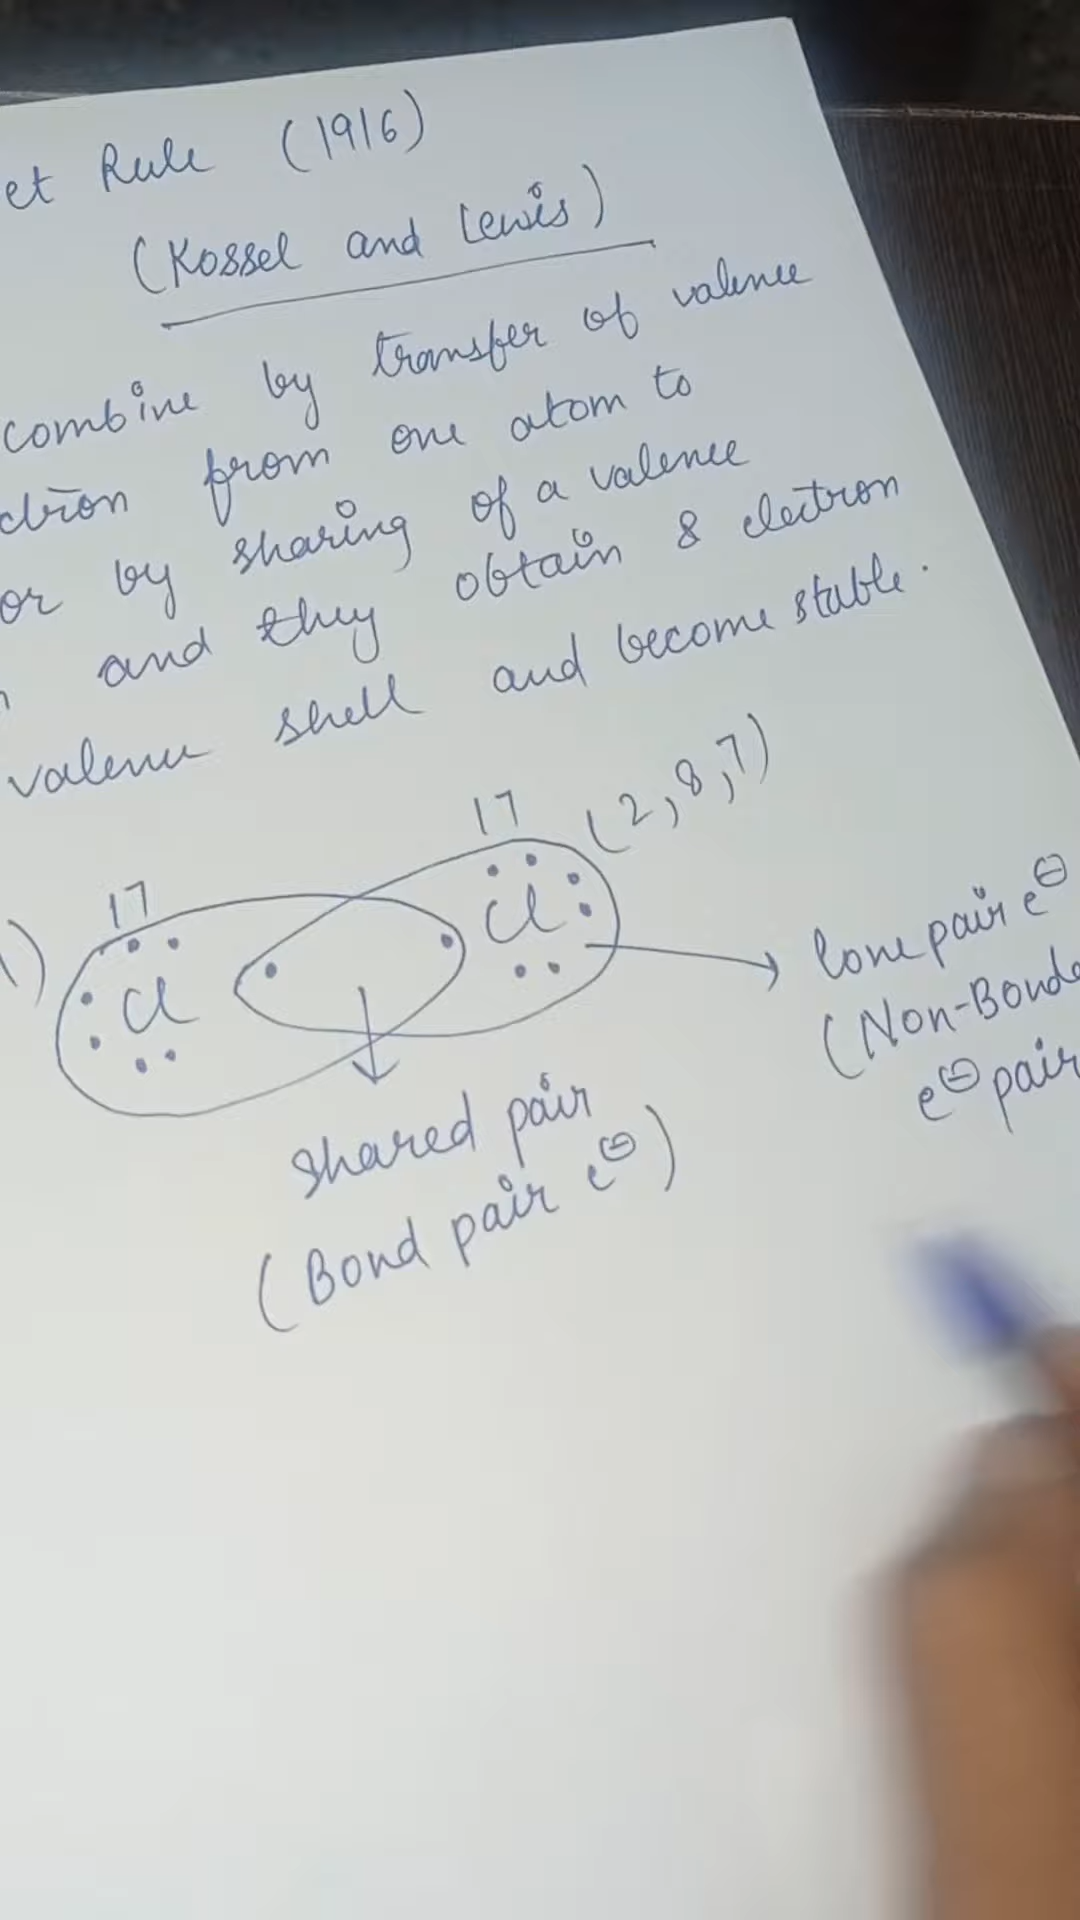 et Rule (1916)
(Kossel and Lewis)
combine by transfer of valence
ctron from one atom to
or by sharing of a valence
and they obtain 8 electron
valence shell and become stable.
17 (2,8,7)
17
Cl
Cl
lone pair e⊖
(Non-Bonde
e⊖ pair
shared pair
(Bond pair e⊖)